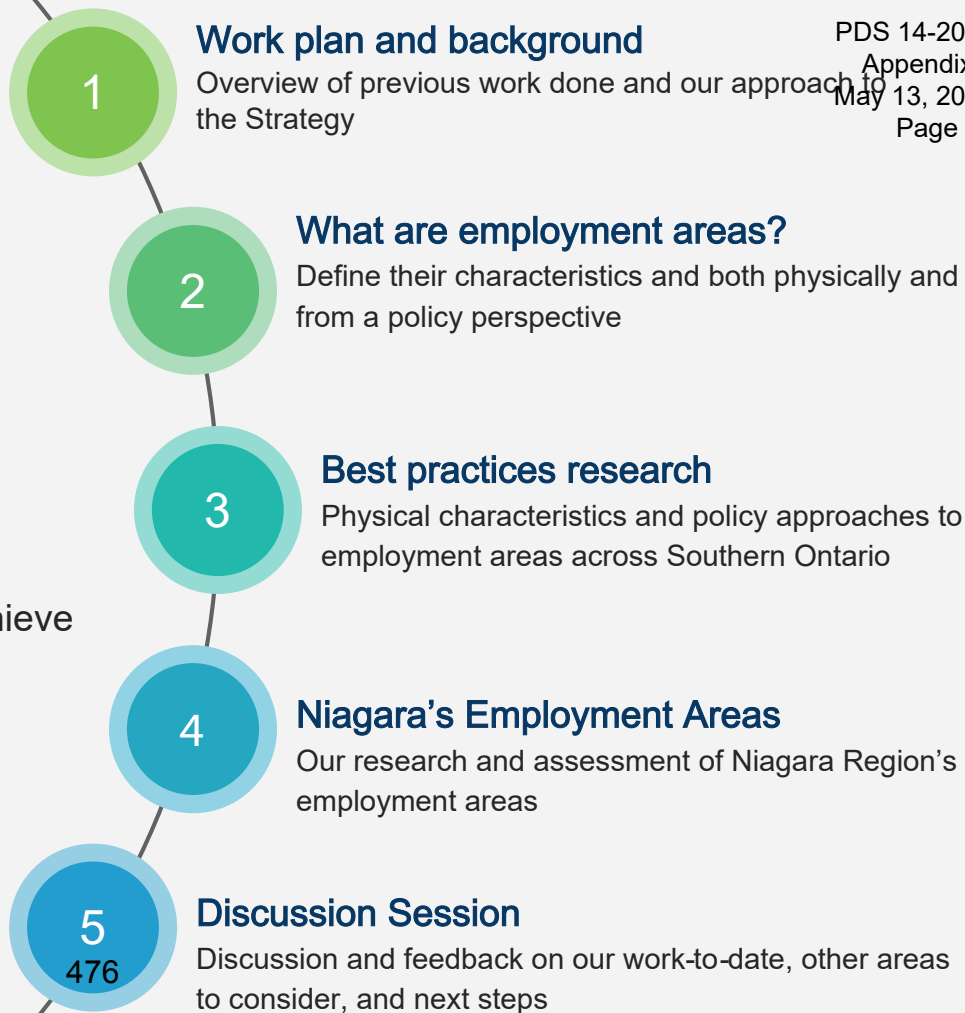 1
Work plan and background
Overview of previous work done and our approach to
the Strategy
PDS 14-20
Appendix
May 13, 20
Page
2
What are employment areas?
Define their characteristics and both physically and
from a policy perspective
3
Best practices research
Physical characteristics and policy approaches to
employment areas across Southern Ontario
ieve
4
Niagara's Employment Areas
Our research and assessment of Niagara Region's
employment areas
5
476
Discussion Session
Discussion and feedback on our work-to-date, other areas
to consider, and next steps